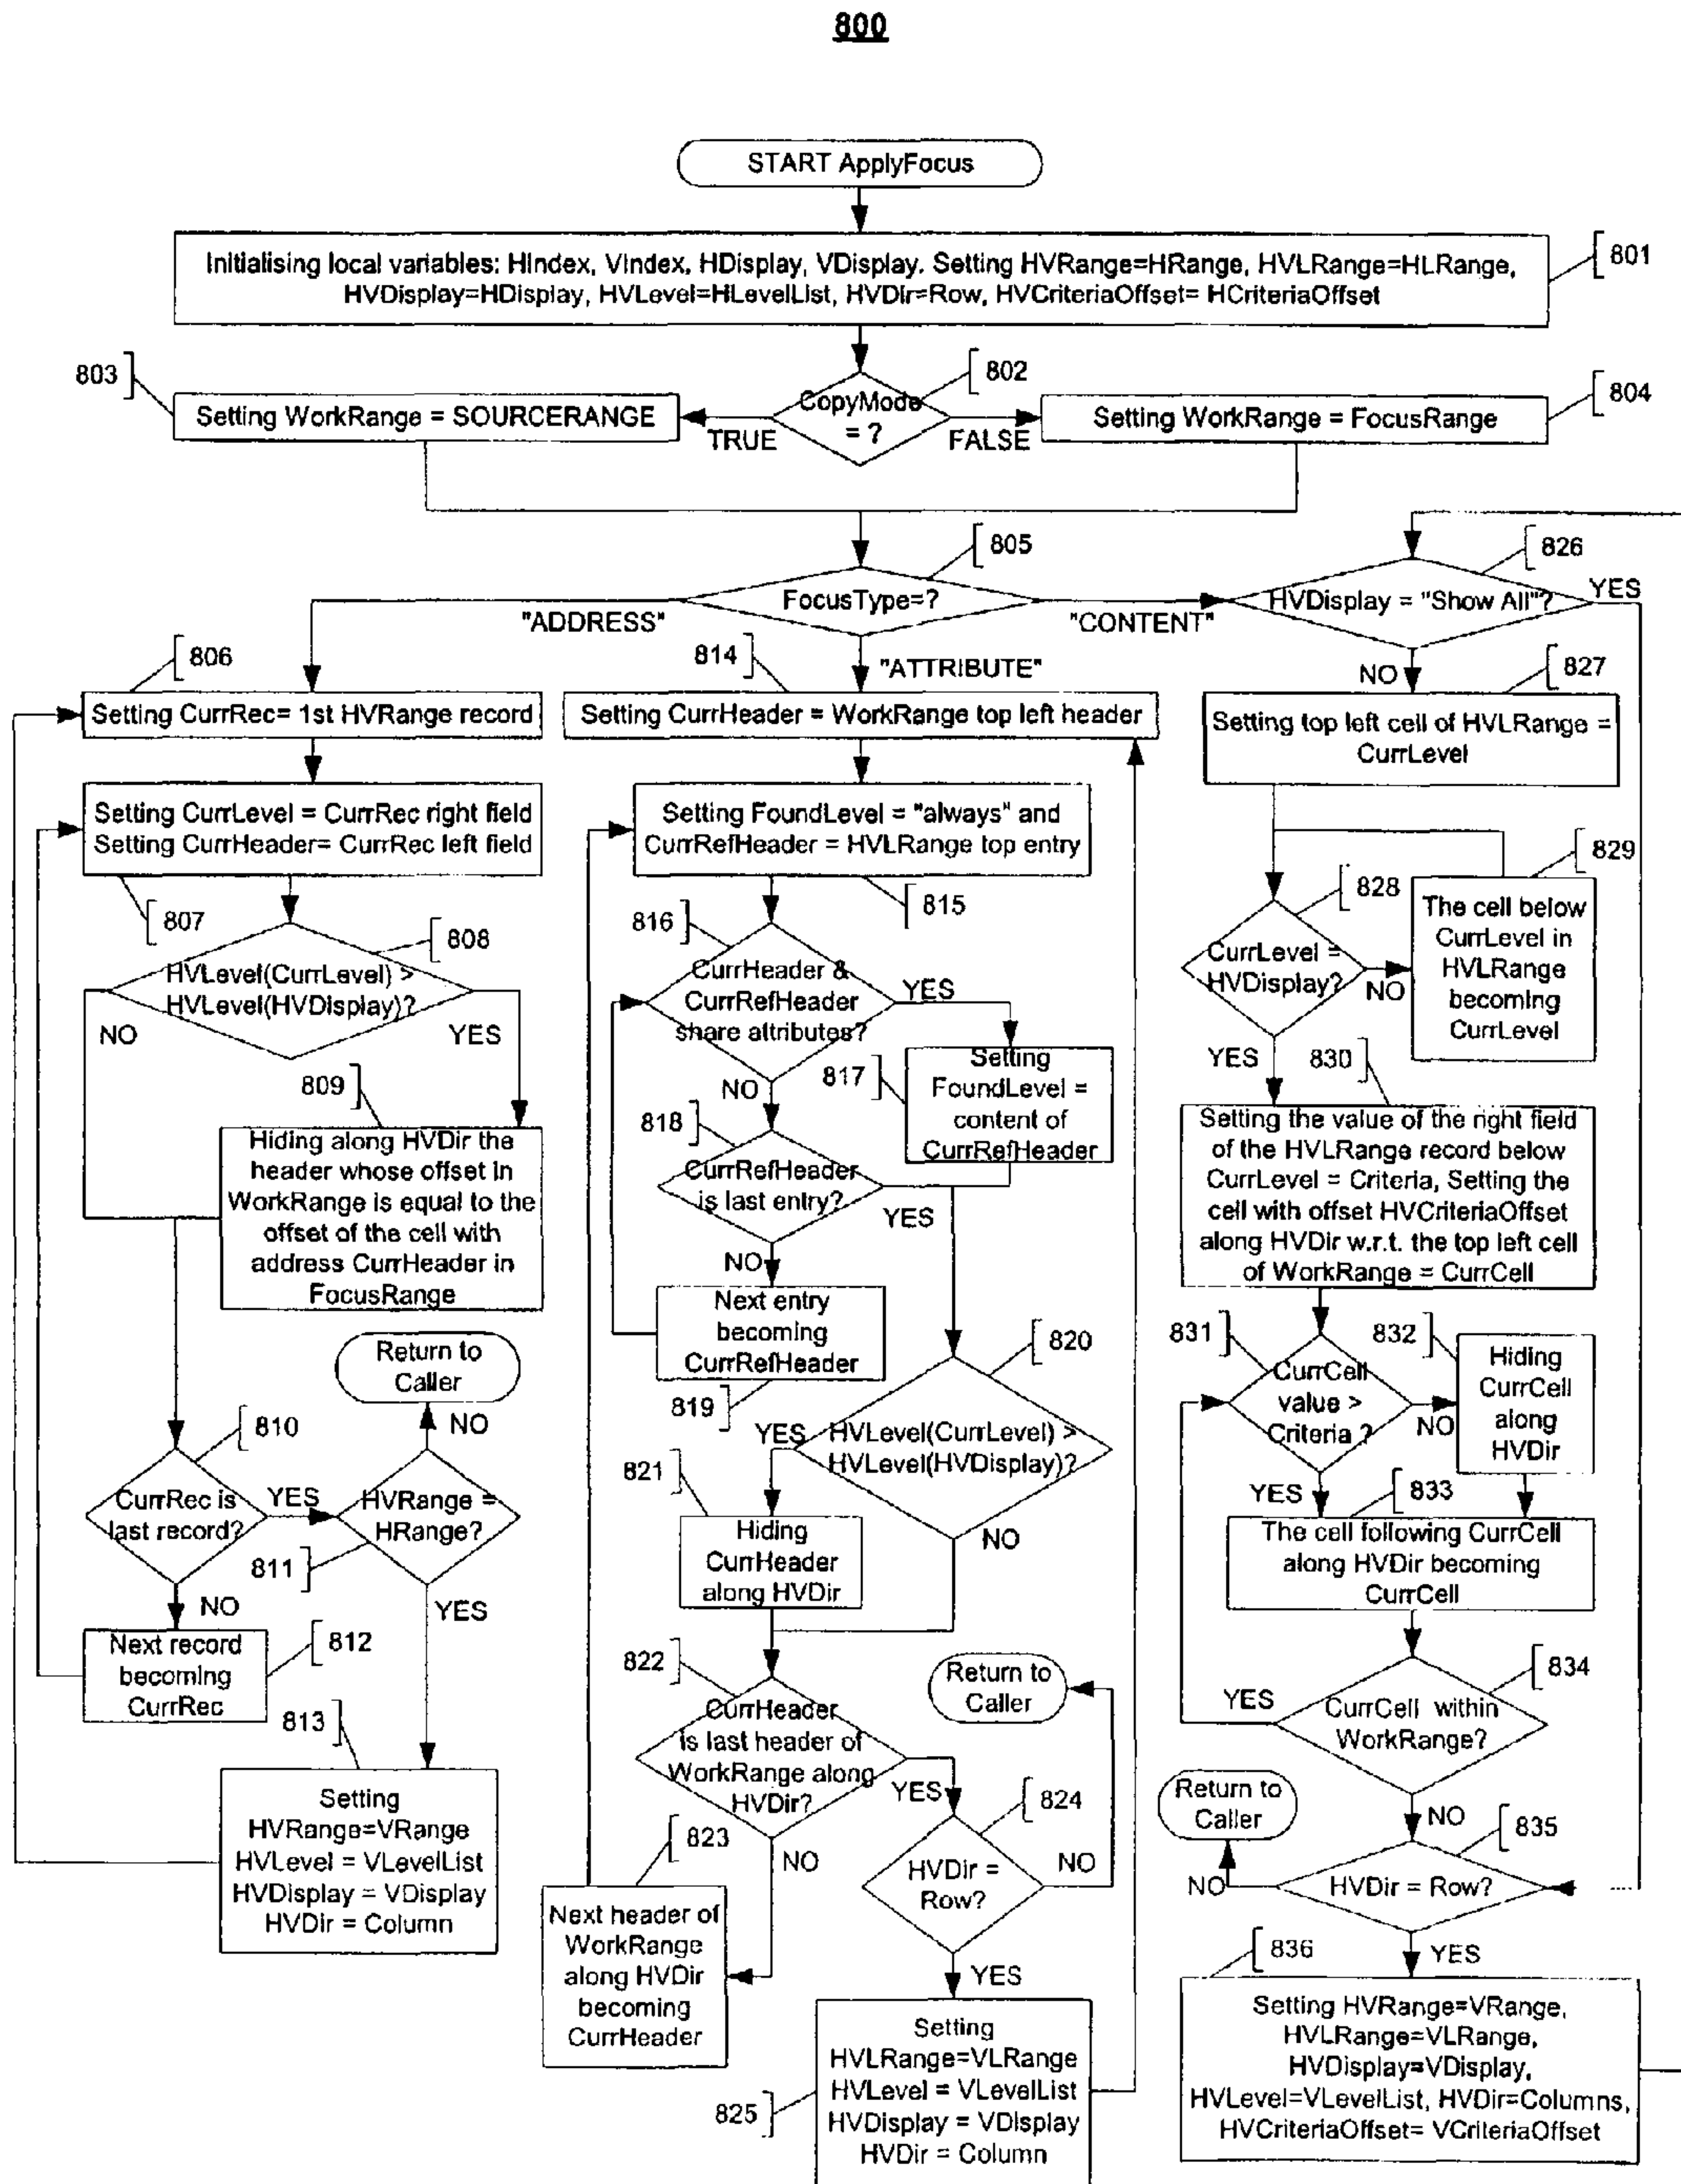 800
START ApplyFocus
Initialising local variables: HIndex, VIndex, HDisplay, VDisplay. Setting HVRange=HRange, HVLRange=HLRange,
HVDisplay=HDisplay, HVLevel=HLevelList, HVDir=Row, HVCriteriaOffset= HCriteriaOffset
801
803
802
804
Setting WorkRange = SOURCERANGE
CopyMode
= ?
Setting WorkRange = FocusRange
TRUE
FALSE
805
FocusType=?
"ADDRESS"
"ATTRIBUTE"
"CONTENT"
806
Setting CurrRec= 1st HVRange record
Setting CurrLevel = CurrRec right field
Setting CurrHeader= CurrRec left field
807
808
HVLevel(CurrLevel) >
HVLevel(HVDisplay)?
NO
YES
809
Hiding along HVDir the
header whose offset in
WorkRange is equal to the
offset of the cell with
address CurrHeader in
FocusRange
Return to
Caller
NO
810
CurrRec is
last record?
YES
HVRange =
HRange?
811
NO
YES
Next record
becoming
CurrRec
812
813
Setting
HVRange=VRange
HVLevel = VLevelList
HVDisplay = VDisplay
HVDir = Column
814
Setting CurrHeader = WorkRange top left header
Setting FoundLevel = "always" and
CurrRefHeader = HVLRange top entry
815
816
CurrHeader &
CurrRefHeader
share attributes?
YES
NO
817
Setting
FoundLevel =
content of
CurrRefHeader
818
CurrRefHeader
is last entry?
YES
NO
Next entry
becoming
CurrRefHeader
819
820
HVLevel(CurrLevel) >
HVLevel(HVDisplay)?
YES
NO
821
Hiding
CurrHeader
along HVDir
822
CurrHeader
is last header of
WorkRange along
HVDir?
YES
NO
823
Next header of
WorkRange
along HVDir
becoming
CurrHeader
Return to
Caller
824
HVDir =
Row?
NO
YES
825
Setting
HVLRange=VLRange
HVLevel = VLevelList
HVDisplay = VDisplay
HVDir = Column
826
HVDisplay = "Show All"?
YES
NO
827
Setting top left cell of HVLRange =
CurrLevel
828
CurrLevel =
HVDisplay?
NO
YES
829
The cell below
CurrLevel in
HVLRange
becoming
CurrLevel
830
Setting the value of the right field
of the HVLRange record below
CurrLevel = Criteria, Setting the
cell with offset HVCriteriaOffset
along HVDir w.r.t. the top left cell
of WorkRange = CurrCell
831
CurrCell
value >
Criteria ?
NO
YES
832
Hiding
CurrCell
along
HVDir
833
The cell following CurrCell
along HVDir becoming
CurrCell
834
CurrCell within
WorkRange?
YES
NO
Return to
Caller
835
HVDir = Row?
NO
YES
836
Setting HVRange=VRange,
HVLRange=VLRange,
HVDisplay=VDisplay,
HVLevel=VLevelList, HVDir=Columns,
HVCriteriaOffset= VCriteriaOffset